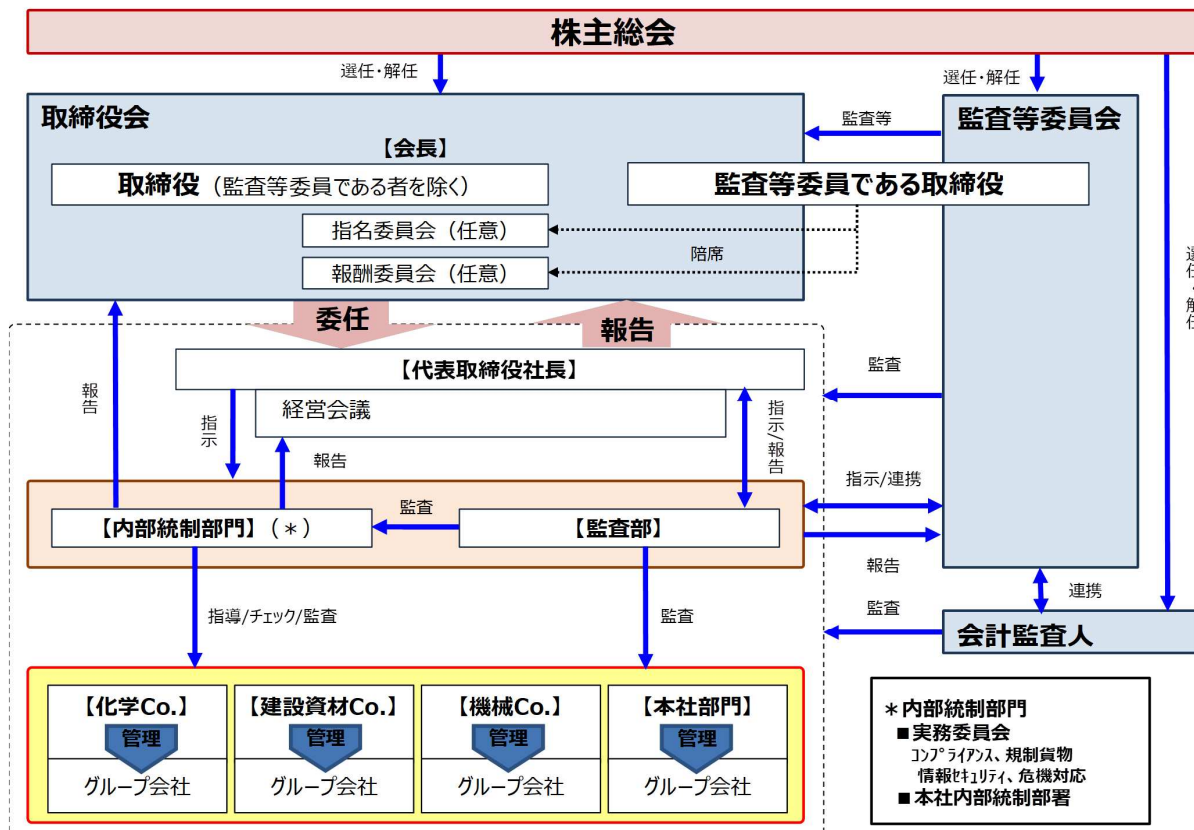 株主総会
選任・解任
選任・解任
取締役会
監査等
監査等委員会
【会長】
取締役（監査等委員である者を除く）
監査等委員である取締役
指名委員会（任意）
陪席
報酬委員会（任意）
選任・解任
委任
報告
【代表取締役社長】
監査
報告
指示
経営会議
指示/報告
報告
指示/連携
【内部統制部門】（＊）
監査
【監査部】
報告
連携
指導/チェック/監査
監査
監査
会計監査人
【化学Co.】
【建設資材Co.】
【機械Co.】
【本社部門】
管理
管理
管理
管理
グループ会社
グループ会社
グループ会社
グループ会社
＊内部統制部門
■実務委員会
ｺﾝﾌﾟﾗｲｱﾝｽ、規制貨物
情報ｾｷｭﾘﾃｨ、危機対応
■本社内部統制部署